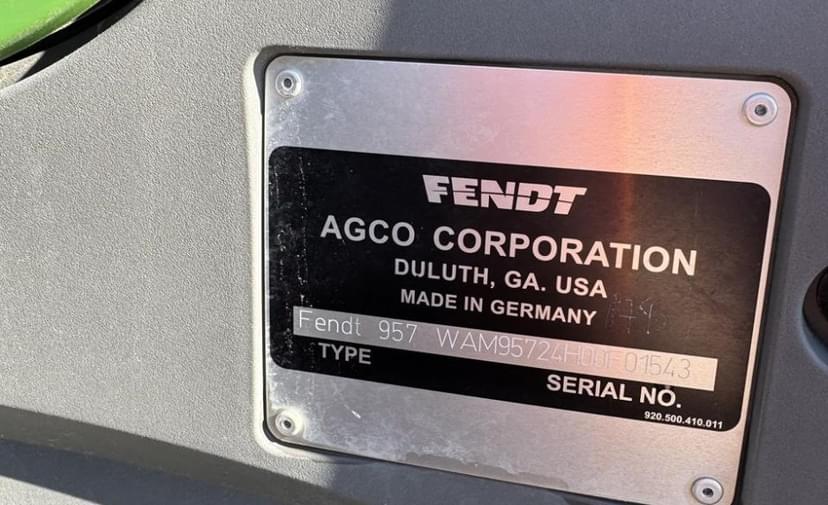 FENDT
AGCO CORPORATION
DULUTH, GA. USA
MADE IN GERMANY
Fendt 957 WAM95724H00F01543
TYPE
SERIAL NO.
920.500.410.011